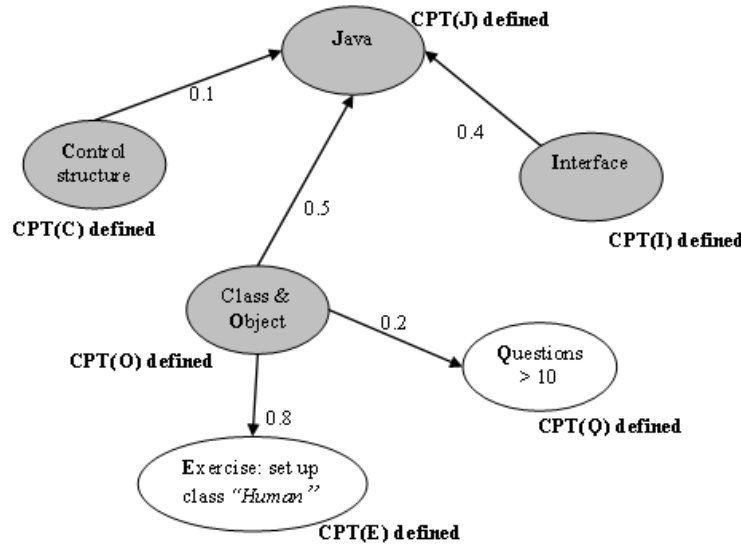 Java
CPT(J) defined
0.1
0.4
Control
structure
Interface
CPT(C) defined
CPT(I) defined
0.5
Class &
Object
0.2
CPT(O) defined
Questions
> 10
CPT(Q) defined
0.8
Exercise: set up
class “Human”
CPT(E) defined